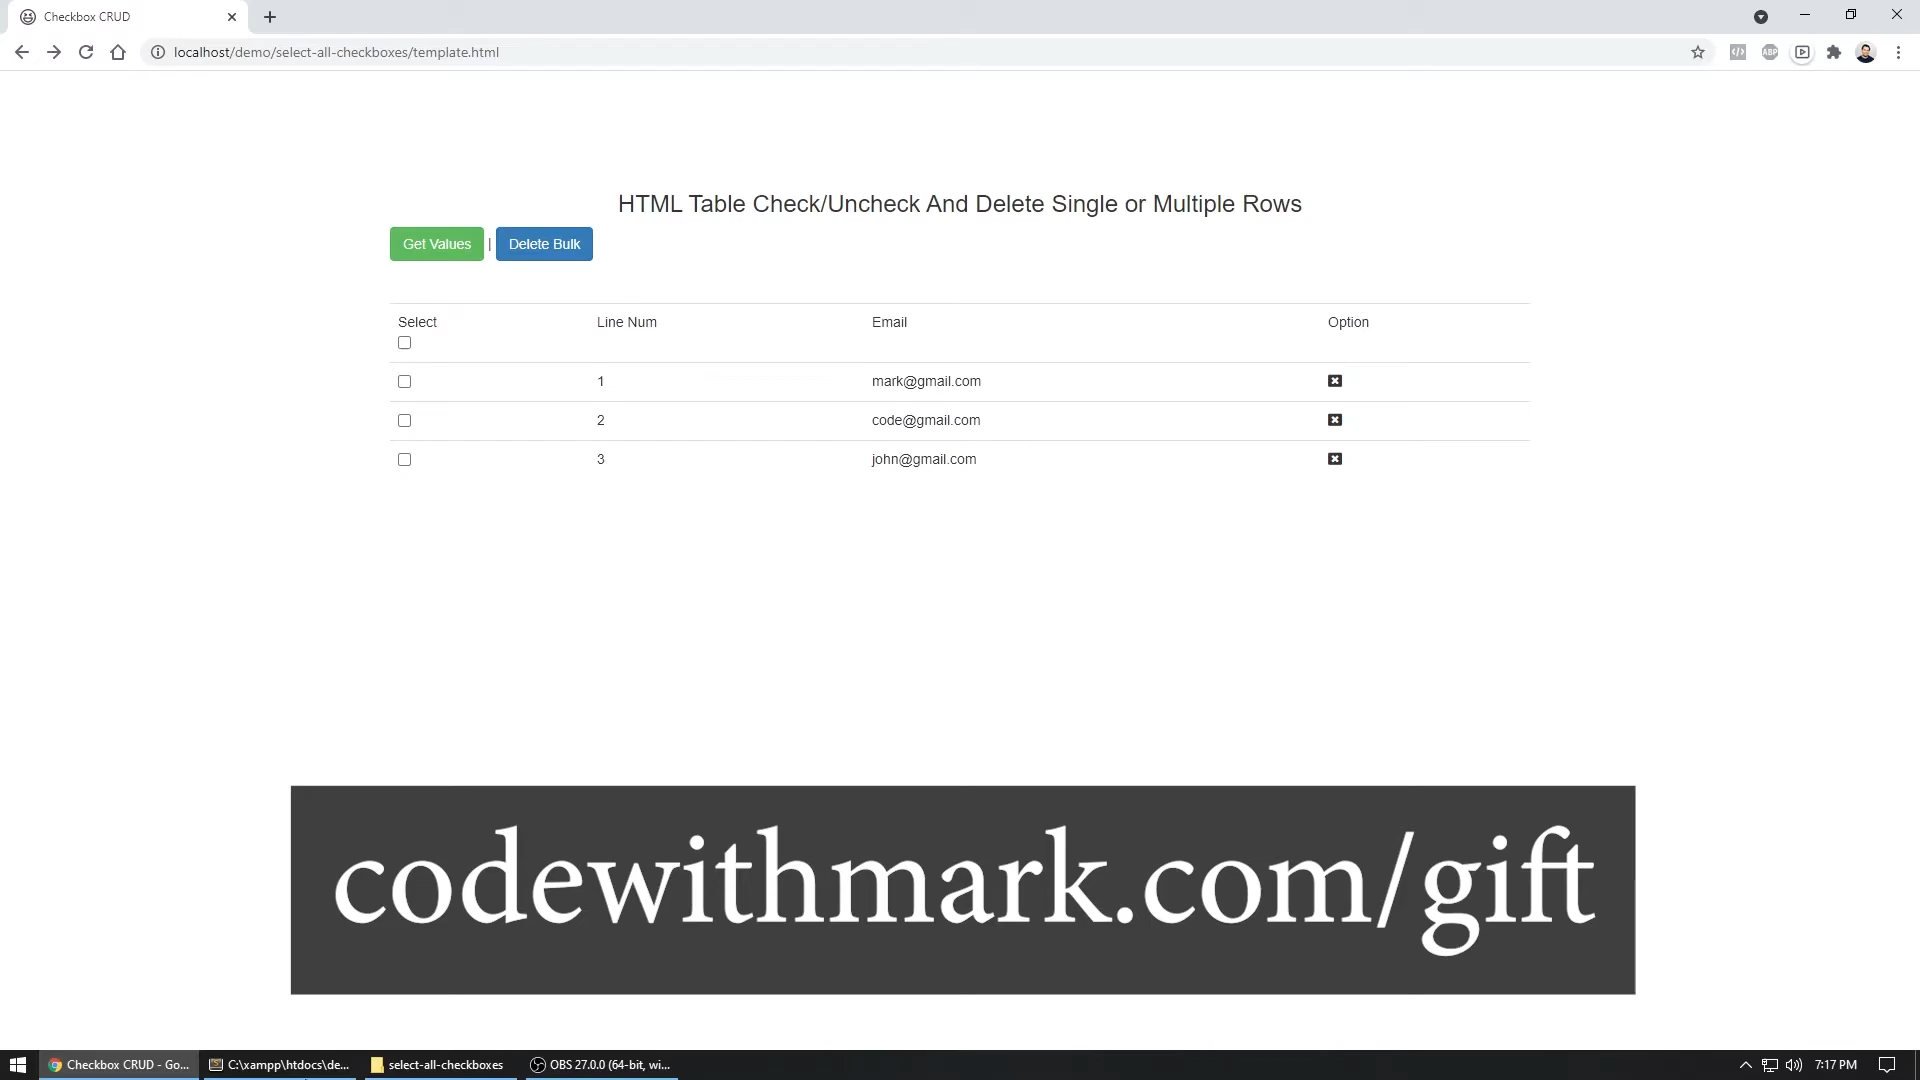 Checkbox CRUD
localhost/demo/select-all-checkboxes/template.html
ABP
HTML Table Check/Uncheck And Delete Single or Multiple Rows
Get Values | Delete Bulk
Select Line Num Email Option
1 mark@gmail.com
2 code@gmail.com
3 john@gmail.com
codewithmark.com/gift
Checkbox CRUD - Go... C:\xampp\htdocs\de... select-all-checkboxes OBS 27.0.0 (64-bit, wi... 7:17 PM